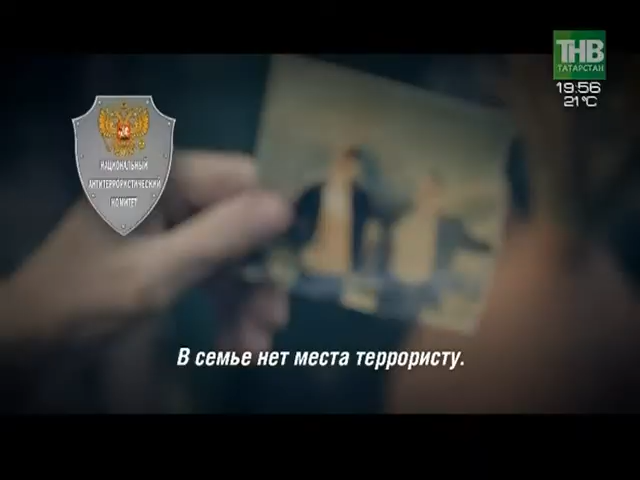 ТНВ
ТАТАРСТАН
19:56
21°C
НАЦИОНАЛЬНЫЙ
АНТИТЕРРОРИСТИЧЕСКИЙ
КОМИТЕТ
В семье нет места террористу.